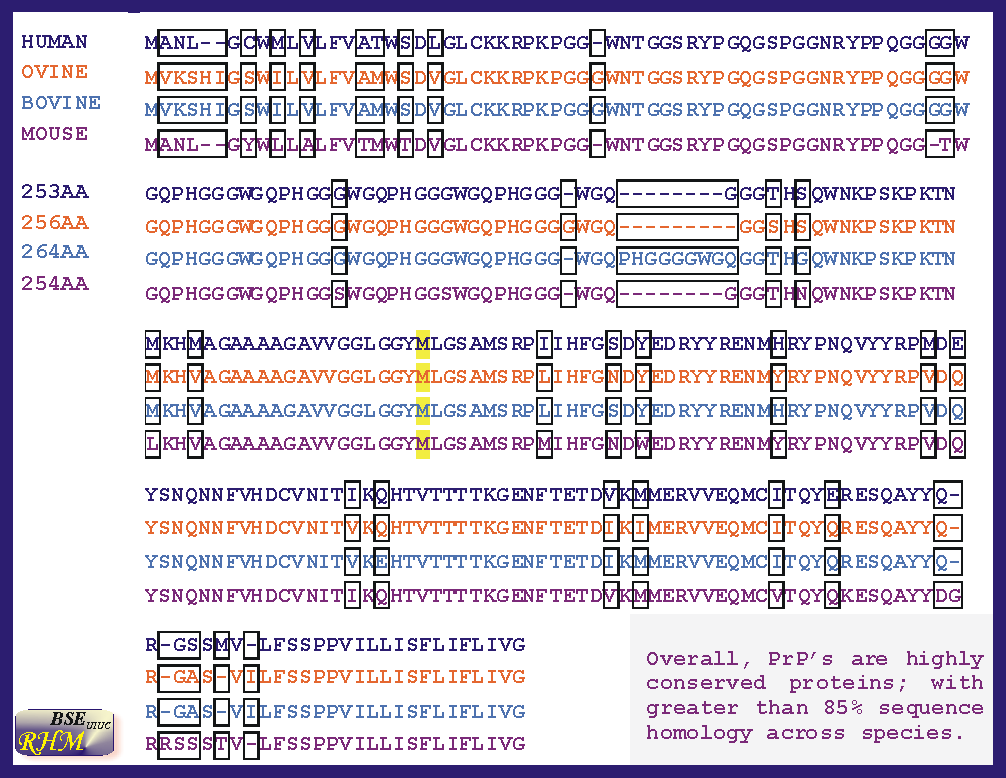 HUMAN MANL--GCWMLVLFVATWSDLGLCKKRPKPGG-WNTGGSRYPGQGSPGGNRYPPQGGGGW
OVINE MVKSHIGSWILVLFVAMWSDVGLCKKRPKPGGGWNTGGSRYPGQGSPGGNRYPPQGGGGW
BOVINE MVKSHIGSWILVLFVAMWSDVGLCKKRPKPGGGWNTGGSRYPGQGSPGGNRYPPQGGGGW
MOUSE MANL--GYWLLALFVTMWTDVGLCKKRPKPGG-WNTGGSRYPGQGSPGGNRYPPQGG-TW
253AA GQPHGGGWGQPHGGGWGQPHGGGWGQPHGGG-WGQ--------GGGTHSQWNKPSKPKTN
256AA GQPHGGGWGQPHGGGWGQPHGGGWGQPHGGGGWGQ--------GGSHSQWNKPSKPKTN
264AA GQPHGGGWGQPHGGGWGQPHGGGWGQPHGGG-WGQPHGGGGWGQGGTHGQWNKPSKPKTN
254AA GQPHGGGWGQPHGGSWGQPHGGSWGQPHGGG-WGQ-------GGGTHNQWNKPSKPKTN
MKHMAGAAAAGAVVGGLGGYMLGSAMSRPIIHFGSDYEDRYYRENMHRYPNQVYYRPMDE
MKHVAGAAAAGAVVGGLGGYMLGSAMSRPLIHFGNDYEDRYYRENMYRYPNQVYYRPVDQ
MKHVAGAAAAGAVVGGLGGYMLGSAMSRPLIHFGSDYEDRYYRENMHRYPNQVYYRPVDQ
LKHVAGAAAAGAVVGGLGGYMLGSAMSRPMIHFGNDWEDRYYRENMYRYPNQVYYRPVDQ
YSNQNNFVHDCVNITIKQHTVTTTTKGENFTETDVKMMERVVEQMCITQYERESQAYYQ-
YSNQNNFVHDCVNITVKQHTVTTTTKGENFTETDIKIMERVVEQMCITQYQRESQAYYQ-
YSNQNNFVHDCVNITVKEHTVTTTTKGENFTETDIKMMERVVEQMCITQYQRESQAYYQ-
YSNQNNFVHDCVNITIKQHTVTTTTKGENFTETDVKMMERVVEQMCVTQYQKESQAYYDG
R-GSSMV-LFSSPPVILLISFLIFLIVG
R-GAS-VILFSSPPVILLISFLIFLIVG
R-GAS-VILFSSPPVILLISFLIFLIVG
RRSSSTV-LFSSPPVILLISFLIFLIVG
Overall, PrP's are highly
conserved proteins; with
greater than 85% sequence
homology across species.
BSE UIUC
RHM